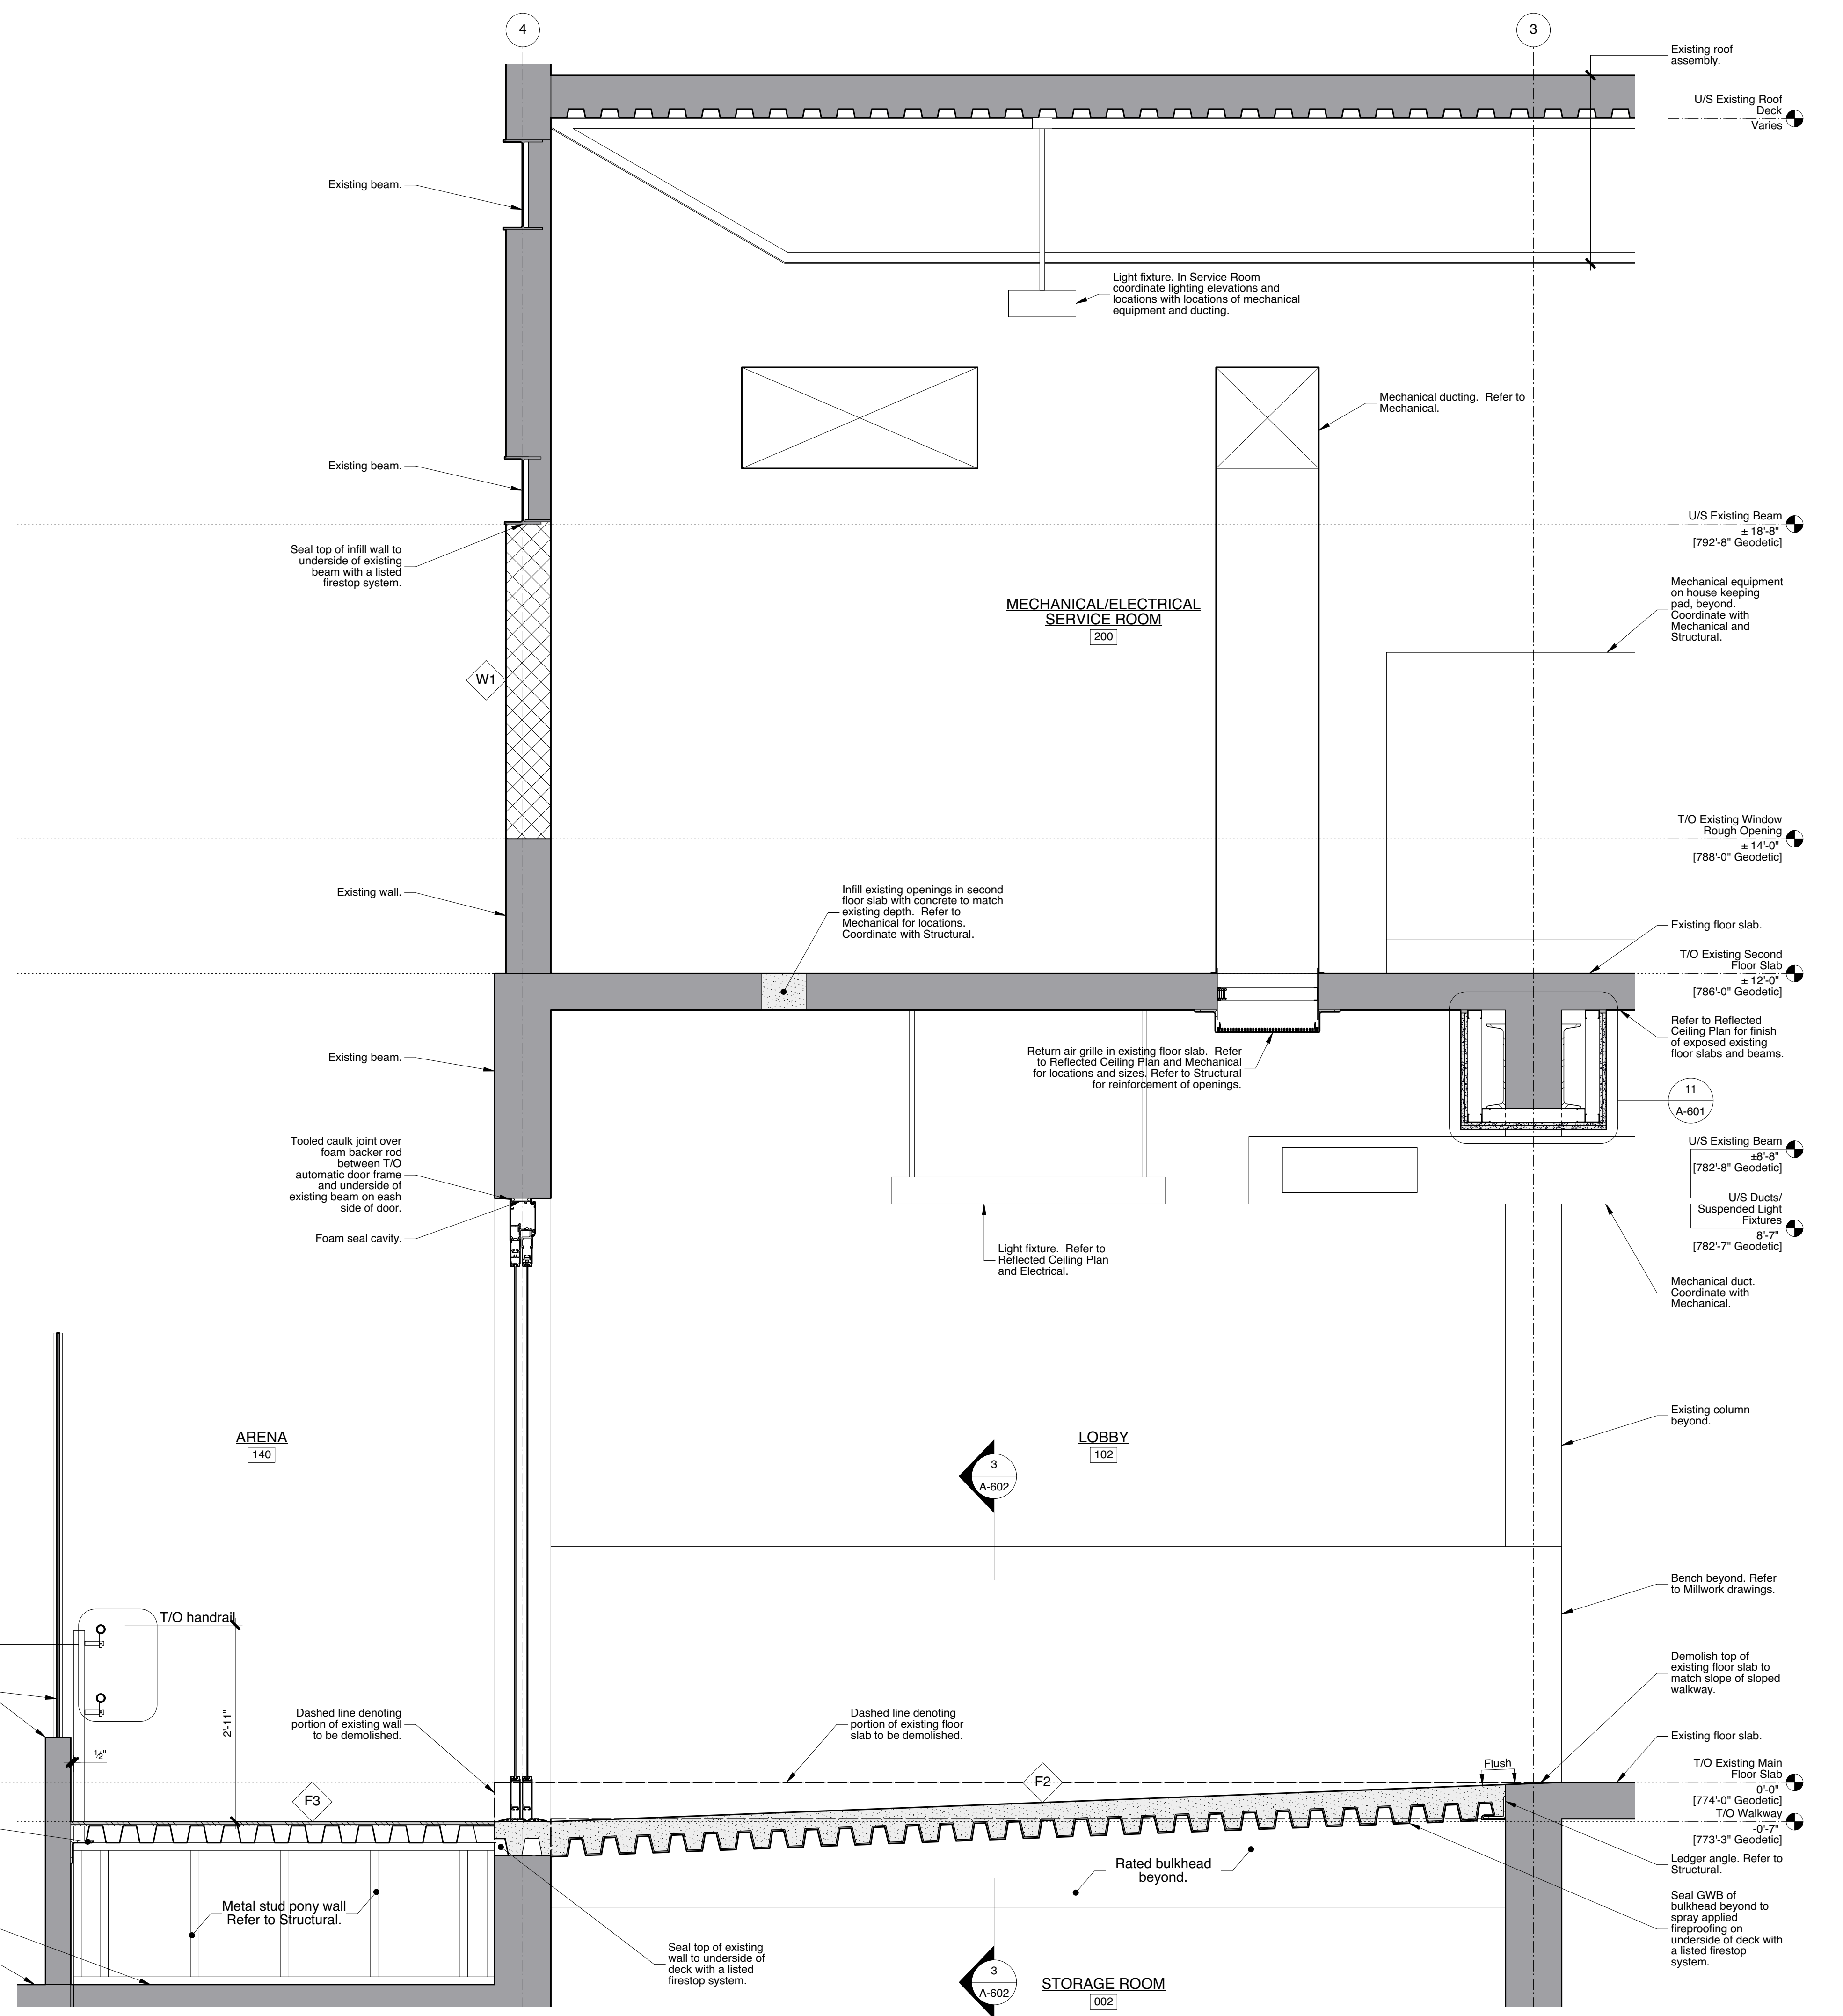 4
3
Existing roof
assembly.
U/S Existing Roof
Deck
Varies
Existing beam.
Light fixture. In Service Room
coordinate lighting elevations and
locations with locations of mechanical
equipment and ducting.
Mechanical ducting. Refer to
Mechanical.
Existing beam.
U/S Existing Beam
± 18'-8"
[792'-8" Geodetic]
Seal top of infill wall to
underside of existing
beam with a listed
firestop system.
Mechanical equipment
on house keeping
pad, beyond.
Coordinate with
Mechanical and
Structural.
MECHANICAL/ELECTRICAL
SERVICE ROOM
200
W1
T/O Existing Window
Rough Opening
± 14'-0"
[788'-0" Geodetic]
Existing wall.
Infill existing openings in second
floor slab with concrete to match
existing depth. Refer to
Mechanical for locations.
Coordinate with Structural.
Existing floor slab.
T/O Existing Second
Floor Slab
± 12'-0"
[786'-0" Geodetic]
Refer to Reflected
Ceiling Plan for finish
of exposed existing
floor slabs and beams.
Existing beam.
Return air grille in existing floor slab. Refer
to Reflected Ceiling Plan and Mechanical
for locations and sizes. Refer to Structural
for reinforcement of openings.
11
A-601
Tooled caulk joint over
foam backer rod
between T/O
automatic door frame
and underside of
existing beam on eash
side of door.
U/S Existing Beam
±8'-8"
[782'-8" Geodetic]
U/S Ducts/
Suspended Light
Fixtures
8'-7"
[782'-7" Geodetic]
Foam seal cavity.
Light fixture. Refer to
Reflected Ceiling Plan
and Electrical.
Mechanical duct.
Coordinate with
Mechanical.
Existing column
beyond.
ARENA
140
LOBBY
102
3
A-602
Bench beyond. Refer
to Millwork drawings.
T/O handrail
2'-11"
½"
Demolish top of
existing floor slab to
match slope of sloped
walkway.
Dashed line denoting
portion of existing wall
to be demolished.
Dashed line denoting
portion of existing floor
slab to be demolished.
Existing floor slab.
Flush
F2
F3
T/O Existing Main
Floor Slab
0'-0"
[774'-0" Geodetic]
T/O Walkway
-0'-7"
[773'-3" Geodetic]
Ledger angle. Refer to
Structural.
Rated bulkhead
beyond.
Metal stud pony wall
Refer to Structural.
Seal GWB of
bulkhead beyond to
spray applied
fireproofing on
underside of deck with
a listed firestop
system.
Seal top of existing
wall to underside of
deck with a listed
firestop system.
3
A-602
STORAGE ROOM
002